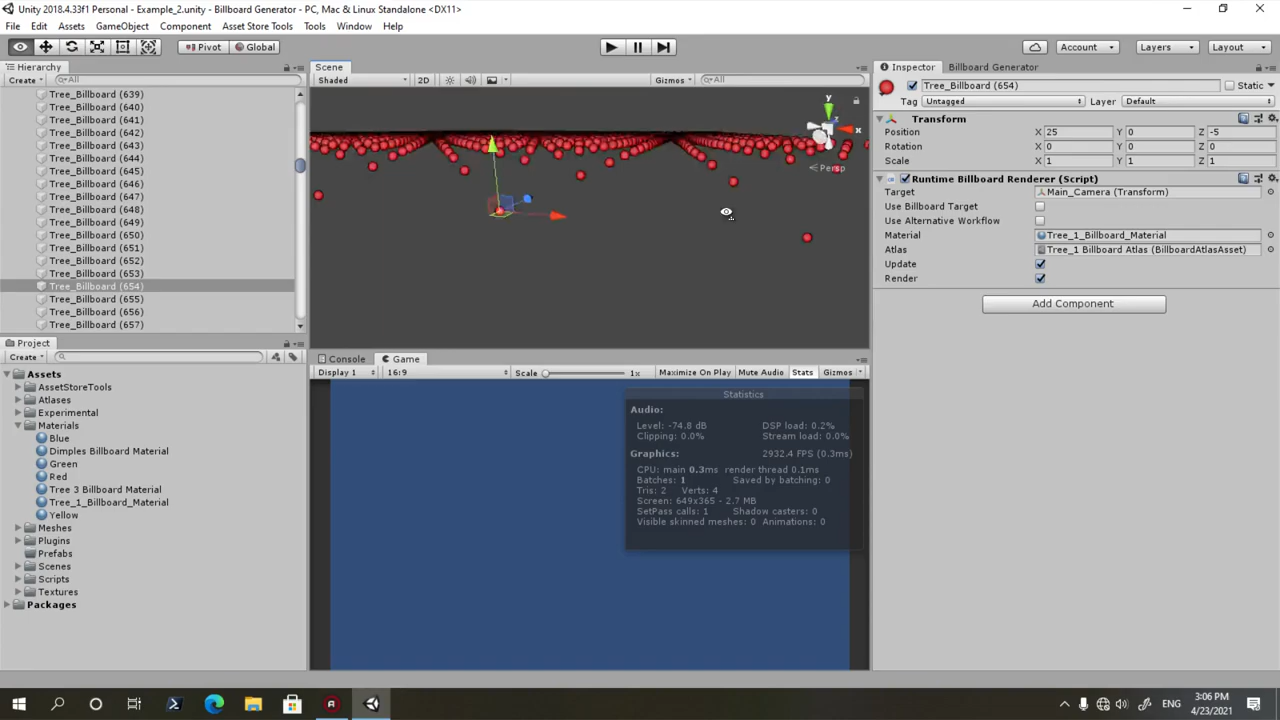 Unity 2018.4.33f1 Personal - Example_2.unity - Billboard Generator - PC, Mac & Linux Standalone <DX11>
File Edit Assets GameObject Component Asset Store Tools Tools Window Help
Pivot Global Account Layers Layout
Hierarchy
Create All
Tree_Billboard (639)
Tree_Billboard (640)
Tree_Billboard (641)
Tree_Billboard (642)
Tree_Billboard (643)
Tree_Billboard (644)
Tree_Billboard (645)
Tree_Billboard (646)
Tree_Billboard (647)
Tree_Billboard (648)
Tree_Billboard (649)
Tree_Billboard (650)
Tree_Billboard (651)
Tree_Billboard (652)
Tree_Billboard (653)
Tree_Billboard (654)
Tree_Billboard (655)
Tree_Billboard (656)
Tree_Billboard (657)
Project
Create
Assets
AssetStoreTools
Atlases
Experimental
Materials
Blue
Dimples Billboard Material
Green
Red
Tree 3 Billboard Material
Tree_1_Billboard_Material
Yellow
Meshes
Plugins
Prefabs
Scenes
Scripts
Textures
Packages
Scene
Shaded 2D Gizmos All
y
x
z
Persp
Console Game
Display 1 16:9 Scale 1x Maximize On Play Mute Audio Stats Gizmos
Statistics
Audio:
Level: -74.8 dB DSP load: 0.2%
Clipping: 0.0% Stream load: 0.0%
Graphics: 2932.4 FPS (0.3ms)
CPU: main 0.3ms render thread 0.1ms
Batches: 1 Saved by batching: 0
Tris: 2 Verts: 4
Screen: 649x365 - 2.7 MB
SetPass calls: 1 Shadow casters: 0
Visible skinned meshes: 0 Animations: 0
Inspector Billboard Generator
Tree_Billboard (654) Static
Tag Untagged Layer Default
Transform
Position X 25 Y 0 Z -5
Rotation X 0 Y 0 Z 0
Scale X 1 Y 1 Z 1
Runtime Billboard Renderer (Script)
Target Main_Camera (Transform)
Use Billboard Target
Use Alternative Workflow
Material Tree_1_Billboard_Material
Atlas Tree_1 Billboard Atlas (BillboardAtlasAsset)
Update
Render
Add Component
ENG
3:06 PM
4/23/2021